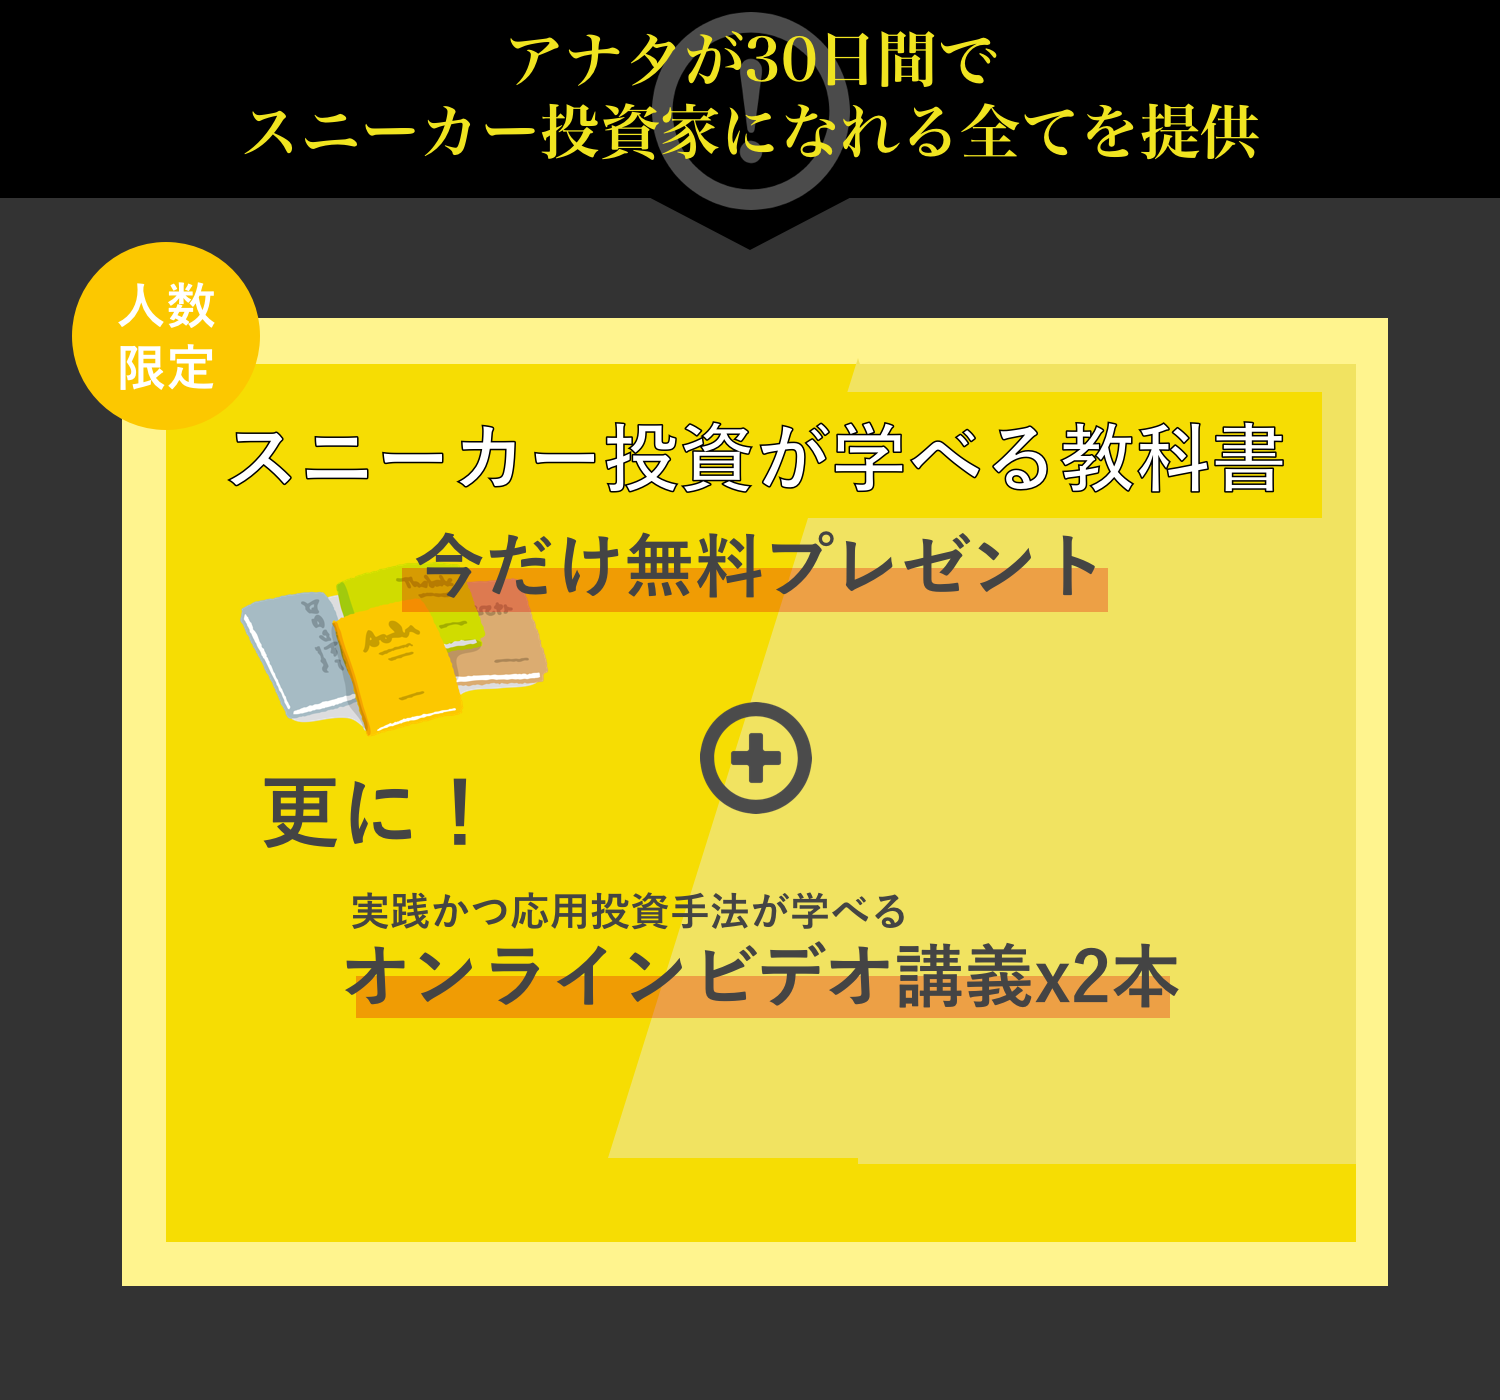 アナタが30日間で
スニーカー投資家になれる全てを提供
人数
限定
スニーカー投資が学べる教科書
今だけ無料プレゼント
更に！
実践かつ応用投資手法が学べる
オンラインビデオ講義x2本